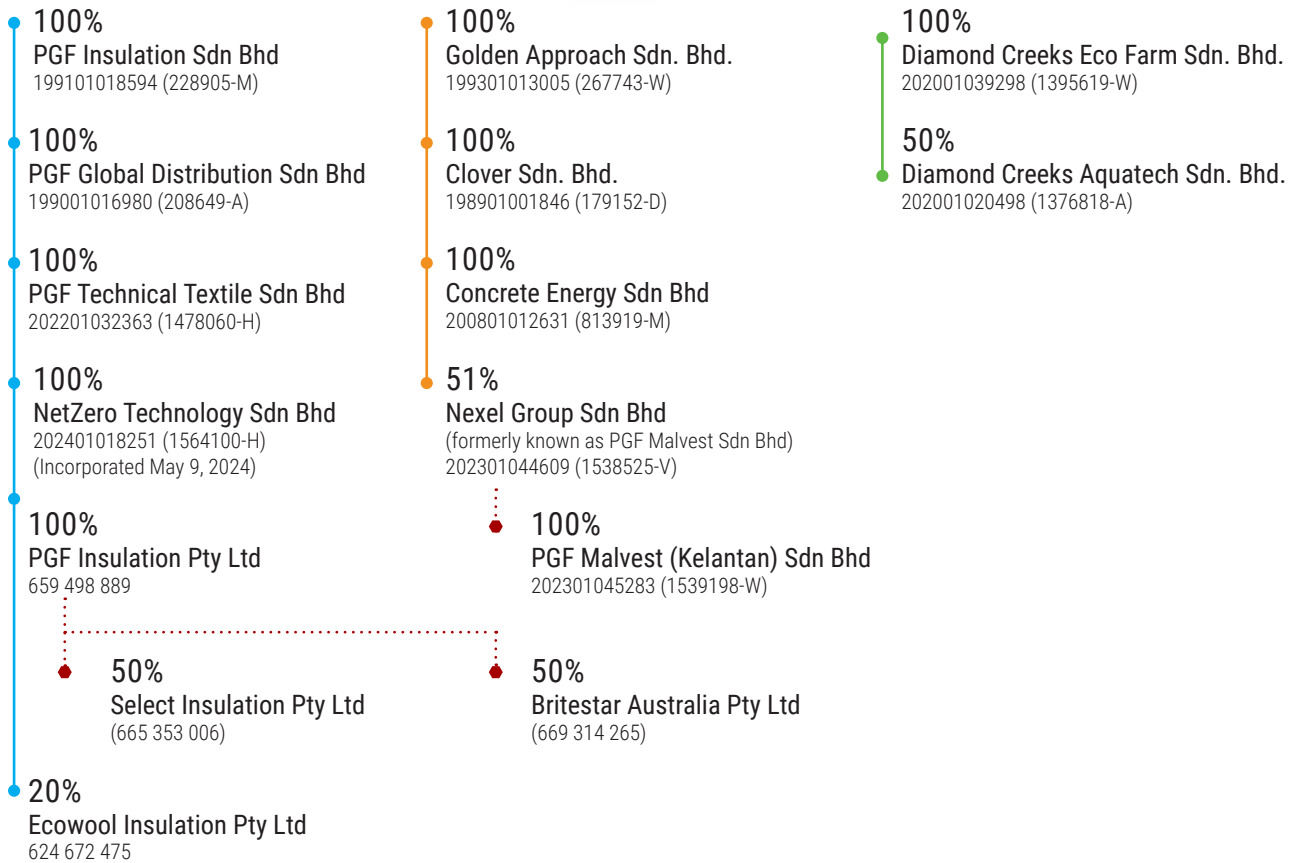 100%
PGF Insulation Sdn Bhd
199101018594 (228905-M)
100%
PGF Global Distribution Sdn Bhd
199001016980 (208649-A)
100%
PGF Technical Textile Sdn Bhd
202201032363 (1478060-H)
100%
NetZero Technology Sdn Bhd
202401018251 (1564100-H)
(Incorporated May 9, 2024)
100%
PGF Insulation Pty Ltd
659 498 889
50%
Select Insulation Pty Ltd
(665 353 006)
50%
Britestar Australia Pty Ltd
(669 314 265)
20%
Ecowool Insulation Pty Ltd
624 672 475
100%
Golden Approach Sdn. Bhd.
199301013005 (267743-W)
100%
Clover Sdn. Bhd.
198901001846 (179152-D)
100%
Concrete Energy Sdn Bhd
200801012631 (813919-M)
51%
Nexel Group Sdn Bhd
(formerly known as PGF Malvest Sdn Bhd)
202301044609 (1538525-V)
100%
PGF Malvest (Kelantan) Sdn Bhd
202301045283 (1539198-W)
100%
Diamond Creeks Eco Farm Sdn. Bhd.
202001039298 (1395619-W)
50%
Diamond Creeks Aquatech Sdn. Bhd.
202001020498 (1376818-A)